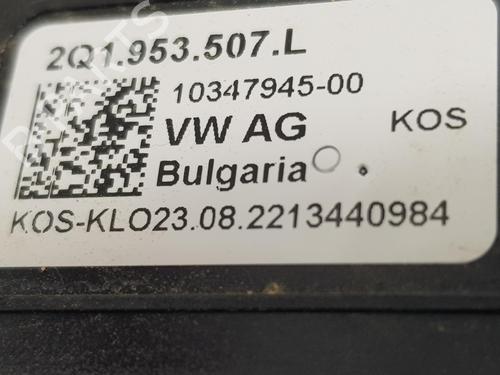 2Q1.953.507.L
10347945-00
VW AG
KOS
Bulgaria
KOS-KLO23.08.2213440984